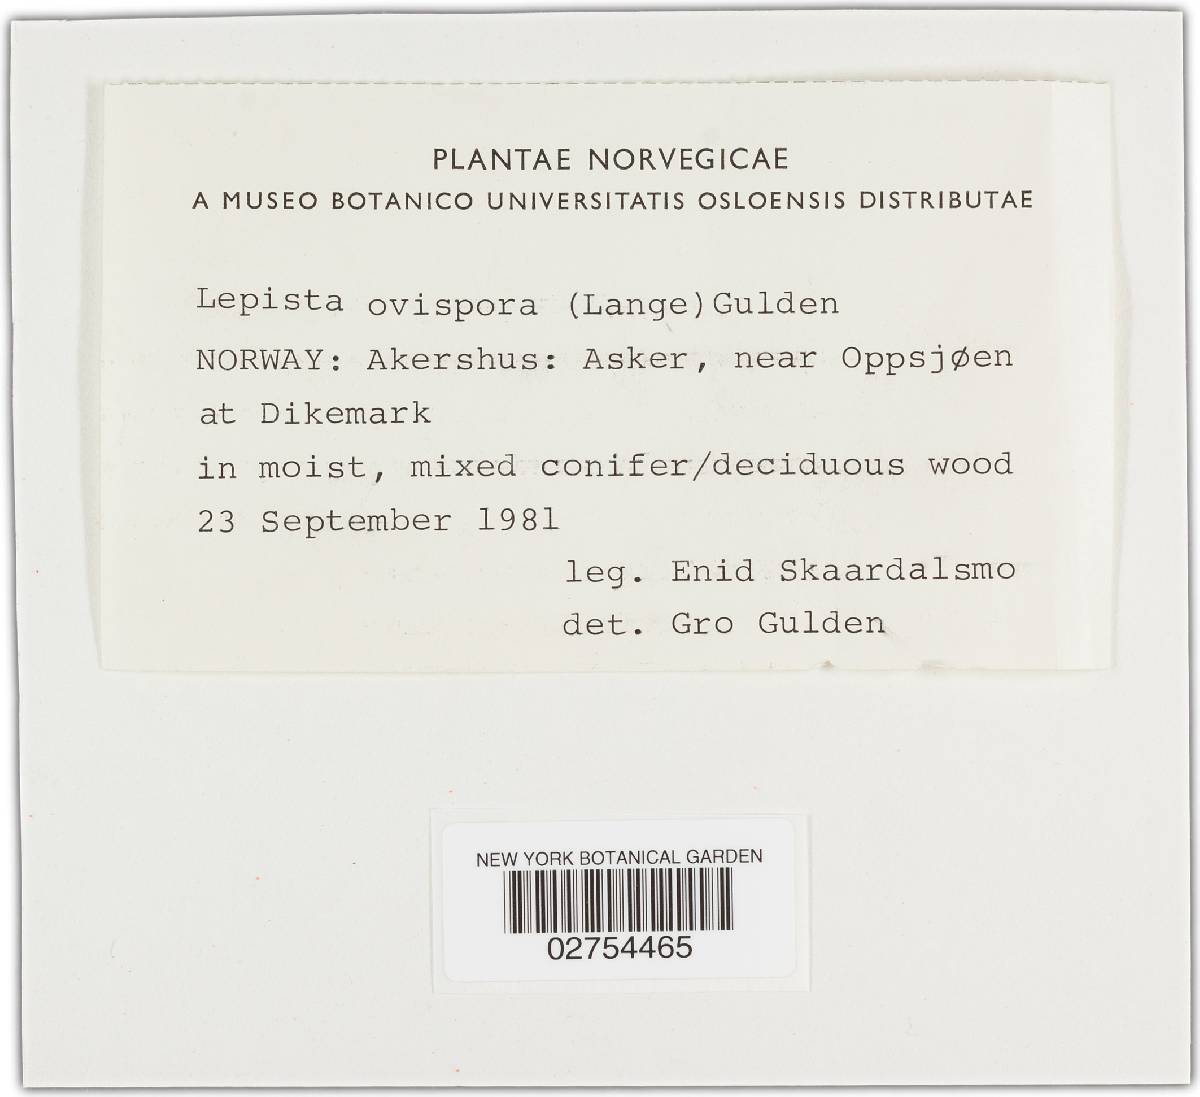 PLANTAE NORVEGICAE
A MUSEO BOTANICO UNIVERSITATIS OSLOENSIS DISTRIBUTAE
Lepista ovispora (Lange) Gulden
NORWAY: Akershus: Asker, near Oppsjøen
at Dikemark
in moist, mixed conifer/deciduous wood
23 September 1981
leg. Enid Skaardalsmo
det. Gro Gulden
NEW YORK BOTANICAL GARDEN
02754465